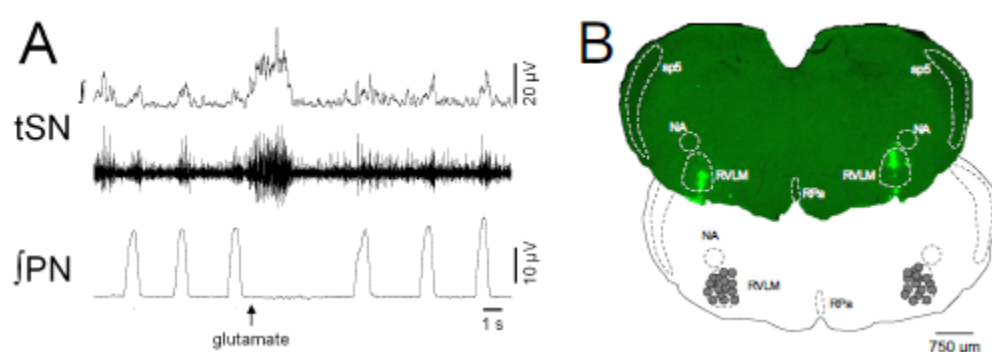 A
B
∫
20 µV
tSN
∫PN
10 µV
glutamate
1 s
sp5
sp5
NA
NA
RVLM
RVLM
RPa
NA
RVLM
RPa
750 µm